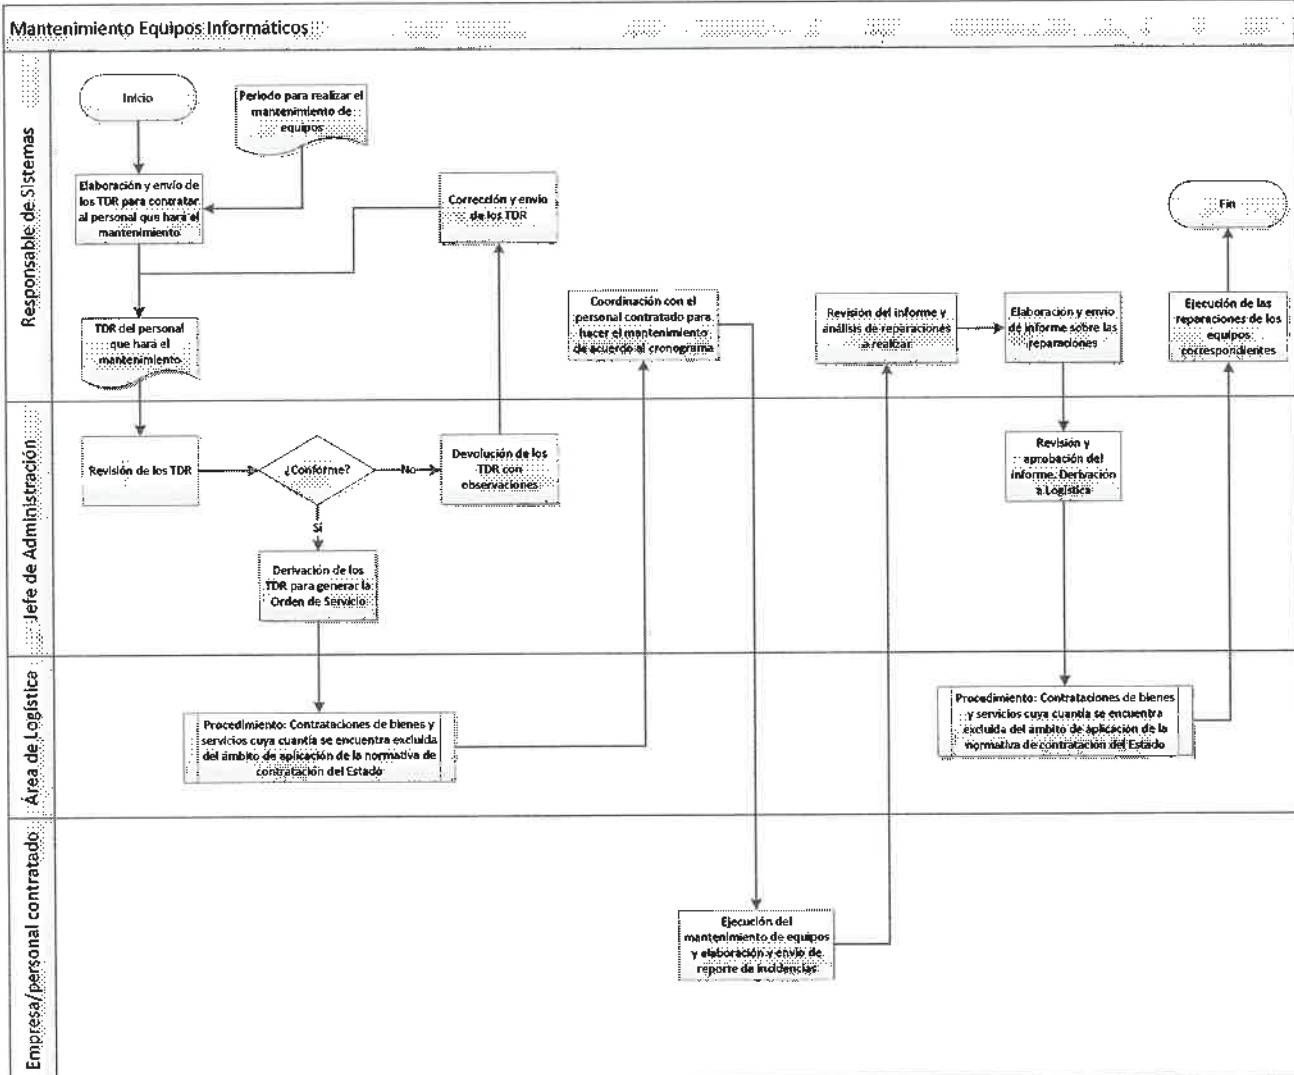 Mantenimiento Equipos Informáticos
Responsable de Sistemas
Inicio
Periodo para realizar el
mantenimiento de
equipos
Elaboración y envío de
los TDR para contratar
al personal que hará el
mantenimiento
Corrección y envío
de los TDR
TDR del personal
que hará el
mantenimiento
Coordinación con el
personal contratado para
hacer el mantenimiento
de acuerdo al cronograma
Revisión del informe y
análisis de reparaciones
a realizar
Elaboración y envío
de informe sobre las
reparaciones
Fin
Ejecución de las
reparaciones de los
equipos
correspondientes
Jefe de Administración
Revisión de los TDR
¿Conforme?
No
Devolución de los
TDR con
observaciones
Si
Derivación de los
TDR para generar la
Orden de Servicio
Revisión y
aprobación del
informe. Derivación
a Logística
Área de Logística
Procedimiento: Contrataciones de bienes y
servicios cuya cuantía se encuentra excluida
del ámbito de aplicación de la normativa de
contratación del Estado
Procedimiento: Contrataciones de bienes
y servicios cuya cuantía se encuentra
excluida del ámbito de aplicación de la
normativa de contratación del Estado
Empresa/personal contratado
Ejecución del
mantenimiento de equipos
y elaboración y envío de
reporte de incidencias